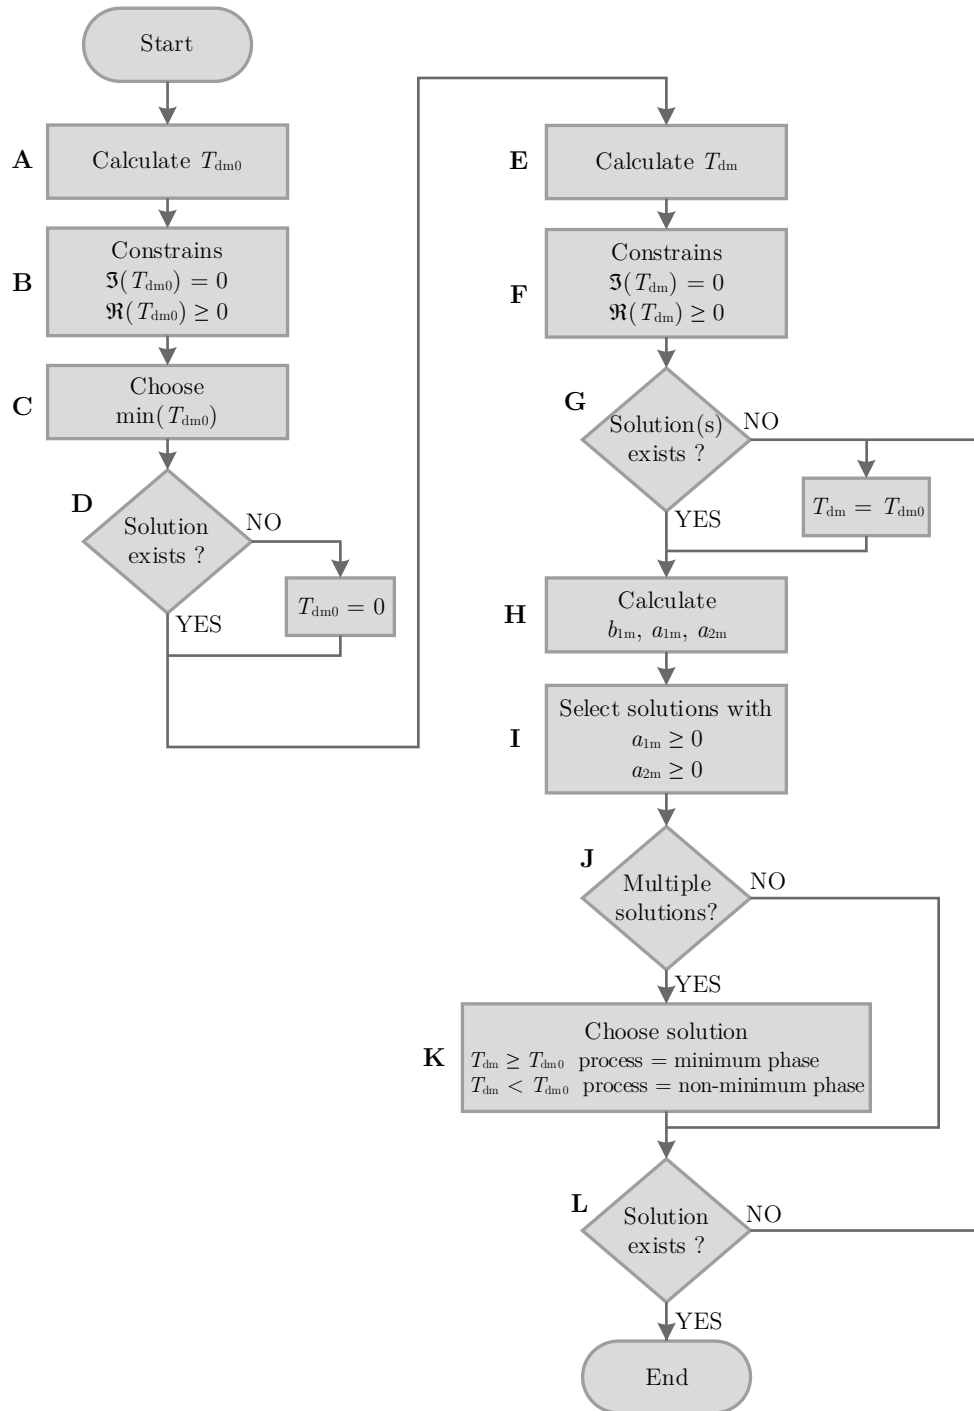 Start
A
Calculate T_dm0
B
Constrains
ℑ(T_dm0) = 0
ℜ(T_dm0) ≥ 0
C
Choose
min(T_dm0)
D
Solution
exists ?
NO
T_dm0 = 0
YES
E
Calculate T_dm
F
Constrains
ℑ(T_dm) = 0
ℜ(T_dm) ≥ 0
G
Solution(s)
exists ?
NO
T_dm = T_dm0
YES
H
Calculate
b_1m, a_1m, a_2m
I
Select solutions with
a_1m ≥ 0
a_2m ≥ 0
J
Multiple
solutions?
NO
YES
K
Choose solution
T_dm ≥ T_dm0 process = minimum phase
T_dm < T_dm0 process = non-minimum phase
L
Solution
exists ?
NO
YES
End